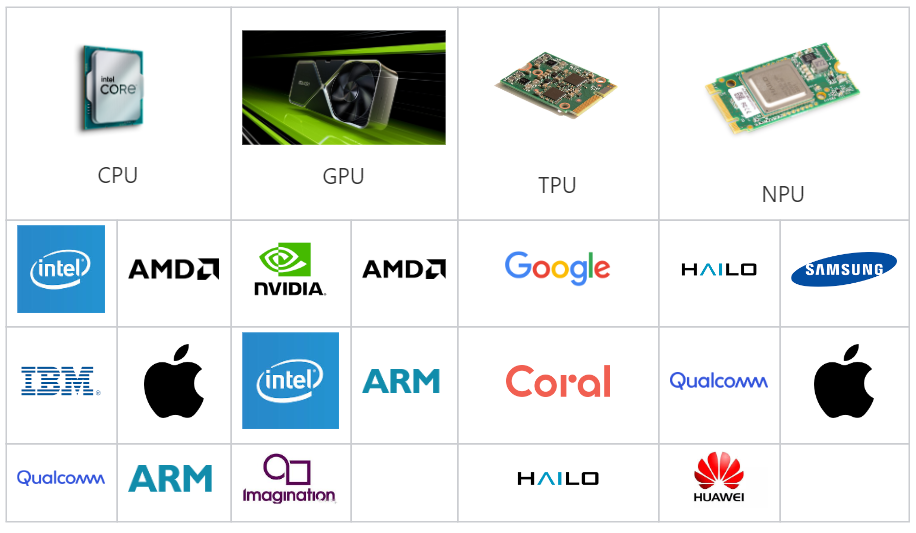 intel
CORE
CPU
GPU
TPU
NPU
intel
AMD
NVIDIA.
AMD
Google
HAILO
SAMSUNG
IBM
intel
ARM
Coral
Qualcomm
Qualcomm
ARM
Imagination
HAILO
HUAWEI